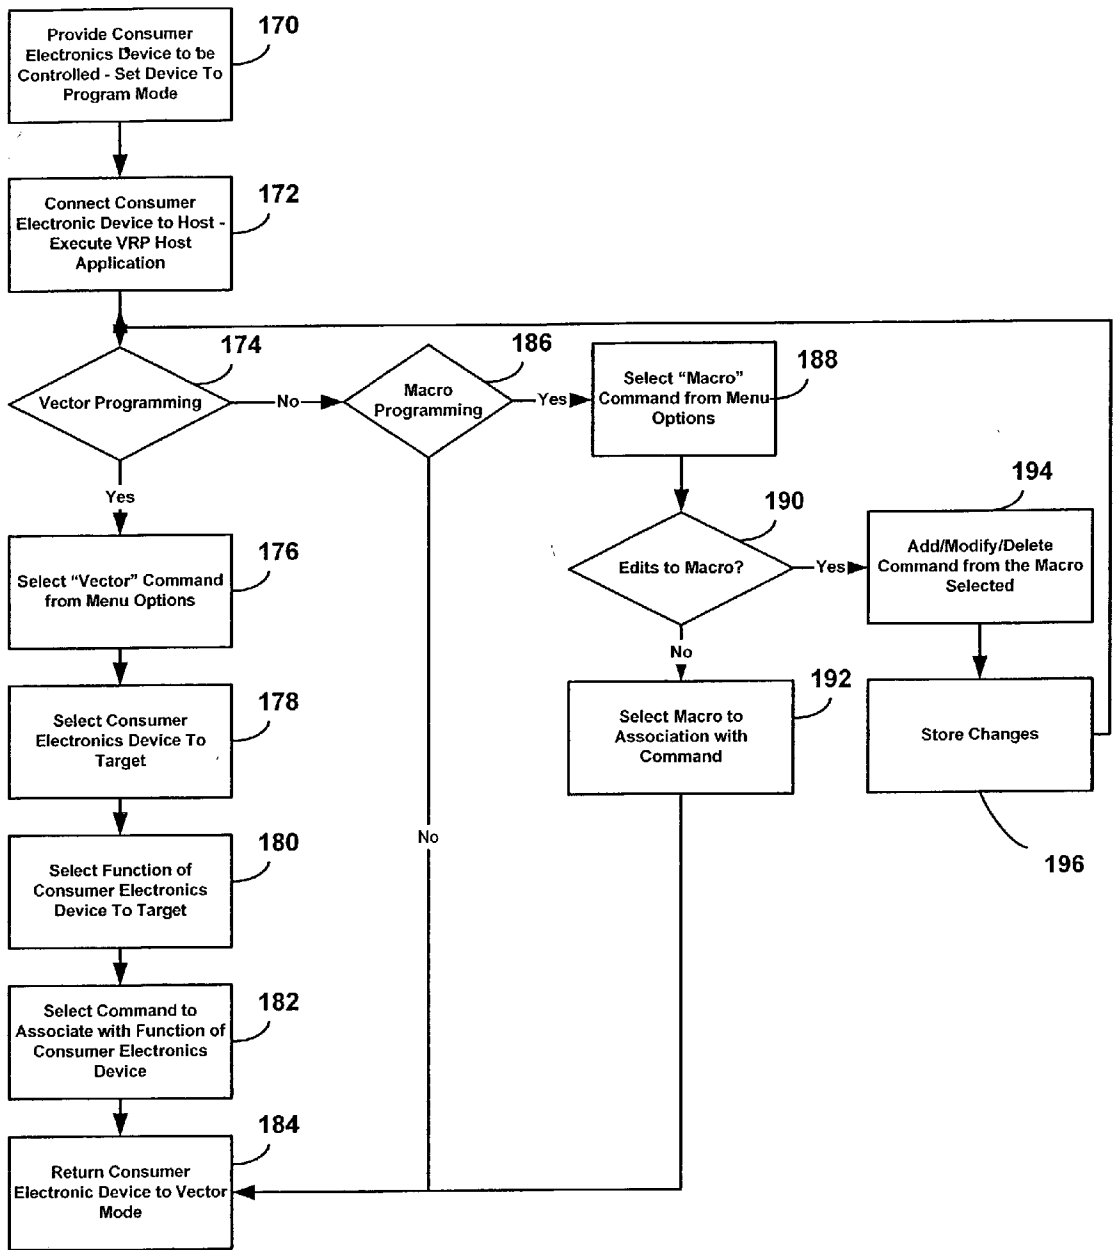 Provide Consumer
Electronics Device to be
Controlled - Set Device To
Program Mode
170
Connect Consumer
Electronic Device to Host -
Execute VRP Host
Application
172
Vector Programming
174
No
Yes
Macro
Programming
186
Yes
No
Select “Macro”
Command from Menu
Options
188
Edits to Macro?
190
Yes
No
Add/Modify/Delete
Command from the Macro
Selected
194
Select “Vector” Command
from Menu Options
176
Select Consumer
Electronics Device To
Target
178
Select Macro to
Association with
Command
192
Store Changes
196
Select Function of
Consumer Electronics
Device To Target
180
Select Command to
Associate with Function of
Consumer Electronics
Device
182
Return Consumer
Electronic Device to Vector
Mode
184